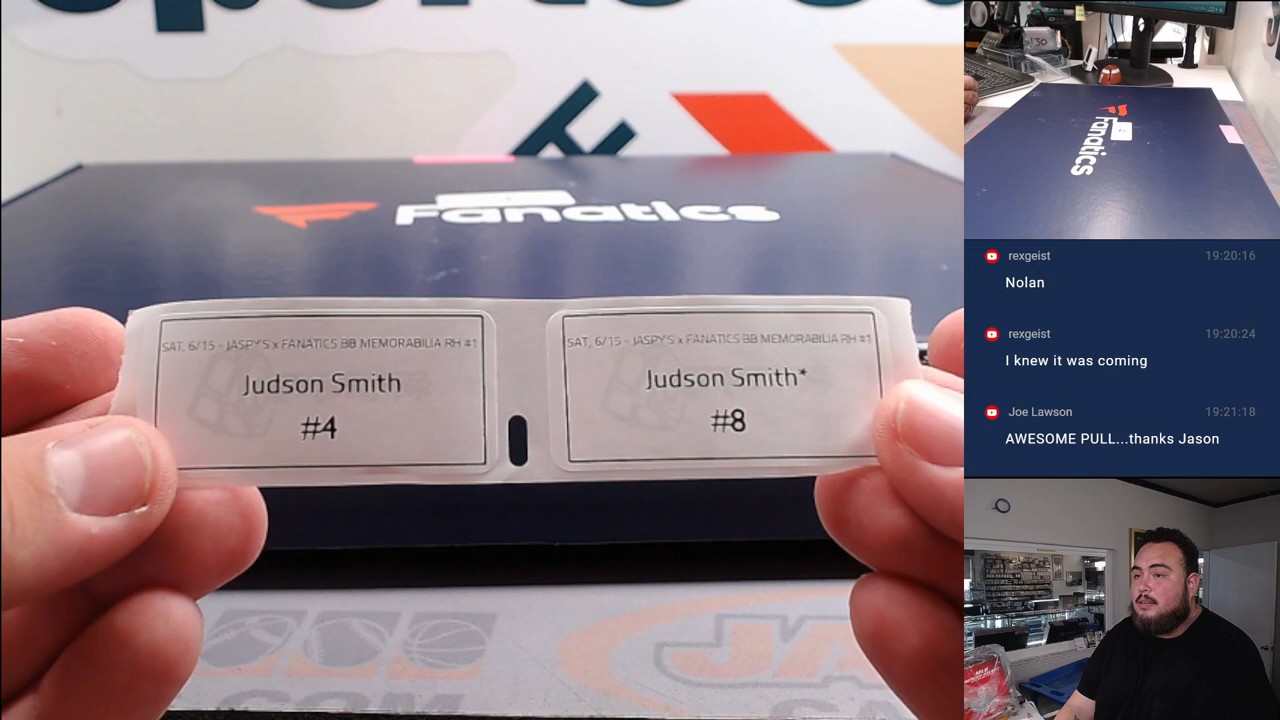 Fanatics
SAT, 6/15 - JASPY'S x FANATICS BB MEMORABILIA RH #1
Judson Smith
#4
SAT, 6/15 - JASPY'S x FANATICS BB MEMORABILIA RH #1
Judson Smith*
#8
Fanatics
rexgeist 19:20:16
Nolan
rexgeist 19:20:24
I knew it was coming
Joe Lawson 19:21:18
AWESOME PULL...thanks Jason